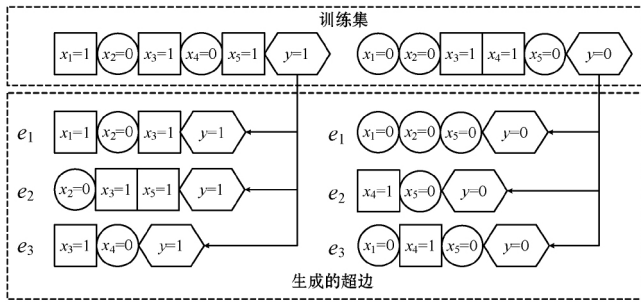 训练集
x₁=1 x₂=0 x₃=1 x₄=0 x₅=1 y=1 x₁=0 x₂=0 x₃=1 x₄=1 x₅=0 y=0
e₁ x₁=1 x₂=0 x₃=1 y=1 e₁ x₁=0 x₂=0 x₅=0 y=0
e₂ x₂=0 x₃=1 x₅=1 y=1 e₂ x₄=1 x₅=0 y=0
e₃ x₃=1 x₄=0 y=1 e₃ x₁=0 x₄=1 x₅=0 y=0
生成的超边